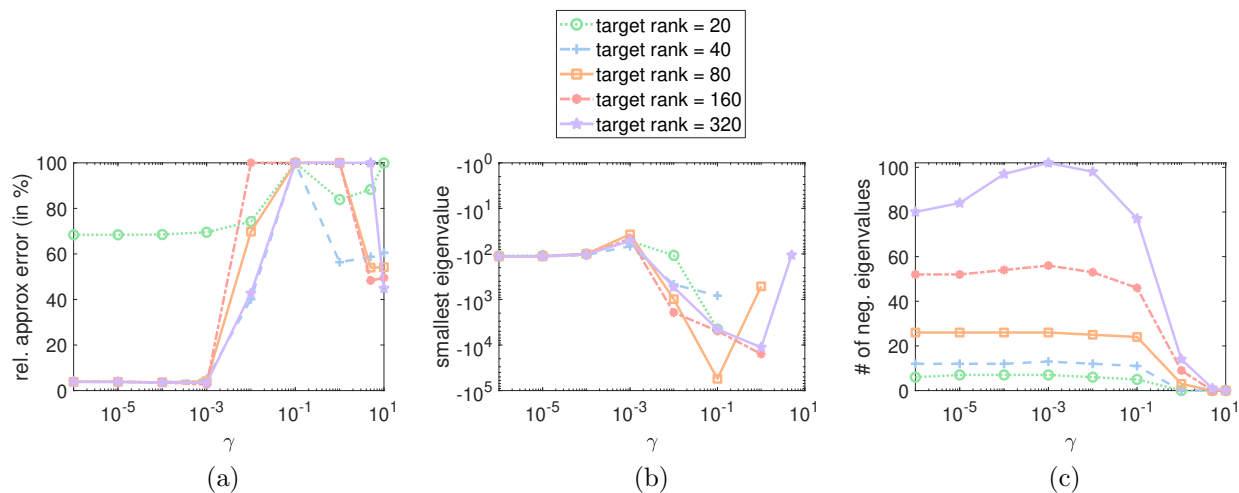 target rank = 20
target rank = 40
target rank = 80
target rank = 160
target rank = 320
rel. approx error (in %)
100
80
60
40
20
0
10^-5
10^-3
10^-1
10^1
γ
(a)
smallest eigenvalue
-10^0
-10^1
-10^2
-10^3
-10^4
-10^5
10^-5
10^-3
10^-1
10^1
γ
(b)
# of neg. eigenvalues
100
80
60
40
20
0
10^-5
10^-3
10^-1
10^1
γ
(c)